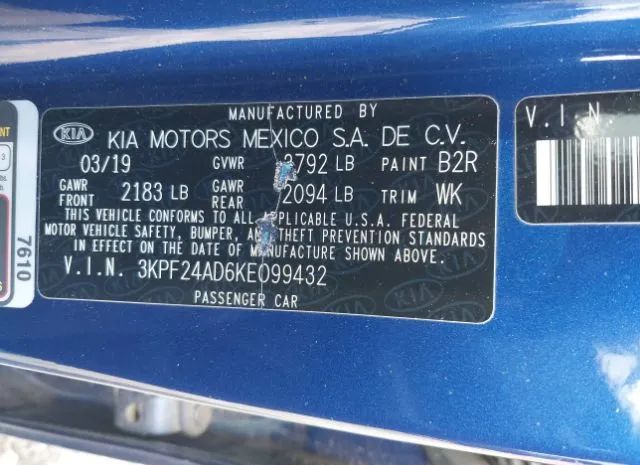 MANUFACTURED BY
KIA KIA MOTORS MEXICO S.A. DE C.V.
03/19 GVWR 3792 LB PAINT B2R
GAWR FRONT 2183 LB GAWR REAR 2094 LB TRIM WK
THIS VEHICLE CONFORMS TO ALL APPLICABLE U.S.A. FEDERAL
MOTOR VEHICLE SAFETY, BUMPER, AND THEFT PREVENTION STANDARDS
IN EFFECT ON THE DATE OF MANUFACTURE SHOWN ABOVE.
V.I.N. 3KPF24AD6KE099432
PASSENGER CAR
7610
3
V.I.N.